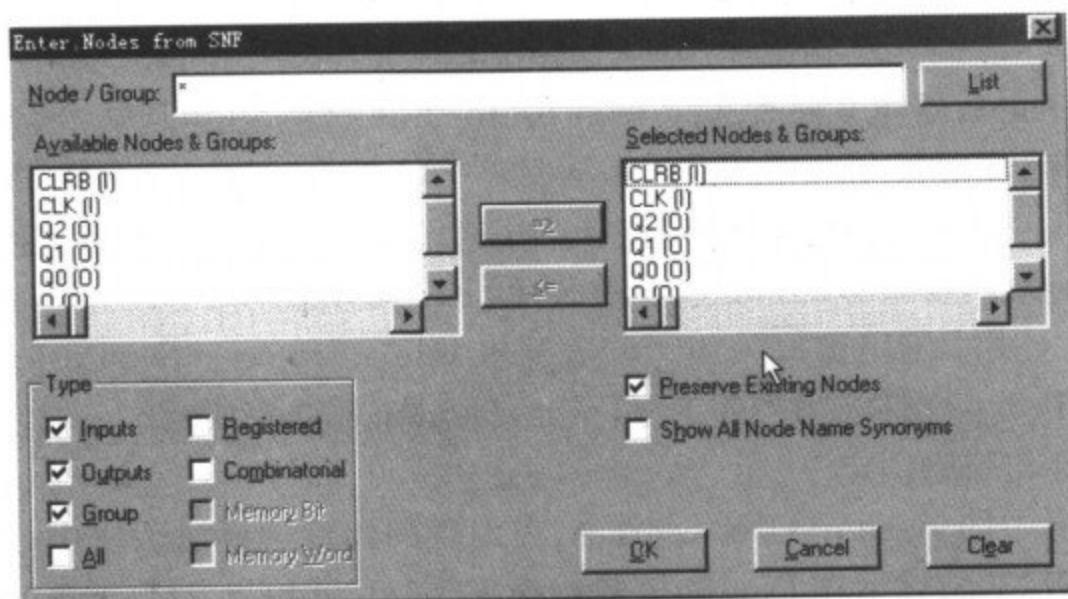 Enter Nodes from SNF
Node / Group: *
List
Available Nodes & Groups:
CLRB (I)
CLK (I)
Q2 (O)
Q1 (O)
Q0 (O)
Q (O)
=>
<=
Selected Nodes & Groups:
CLRB (I)
CLK (I)
Q2 (O)
Q1 (O)
Q0 (O)
Q (O)
Type
Inputs
Registered
Outputs
Combinatorial
Group
Memory Bit
All
Memory Word
Preserve Existing Nodes
Show All Node Name Synonyms
OK
Cancel
Clear